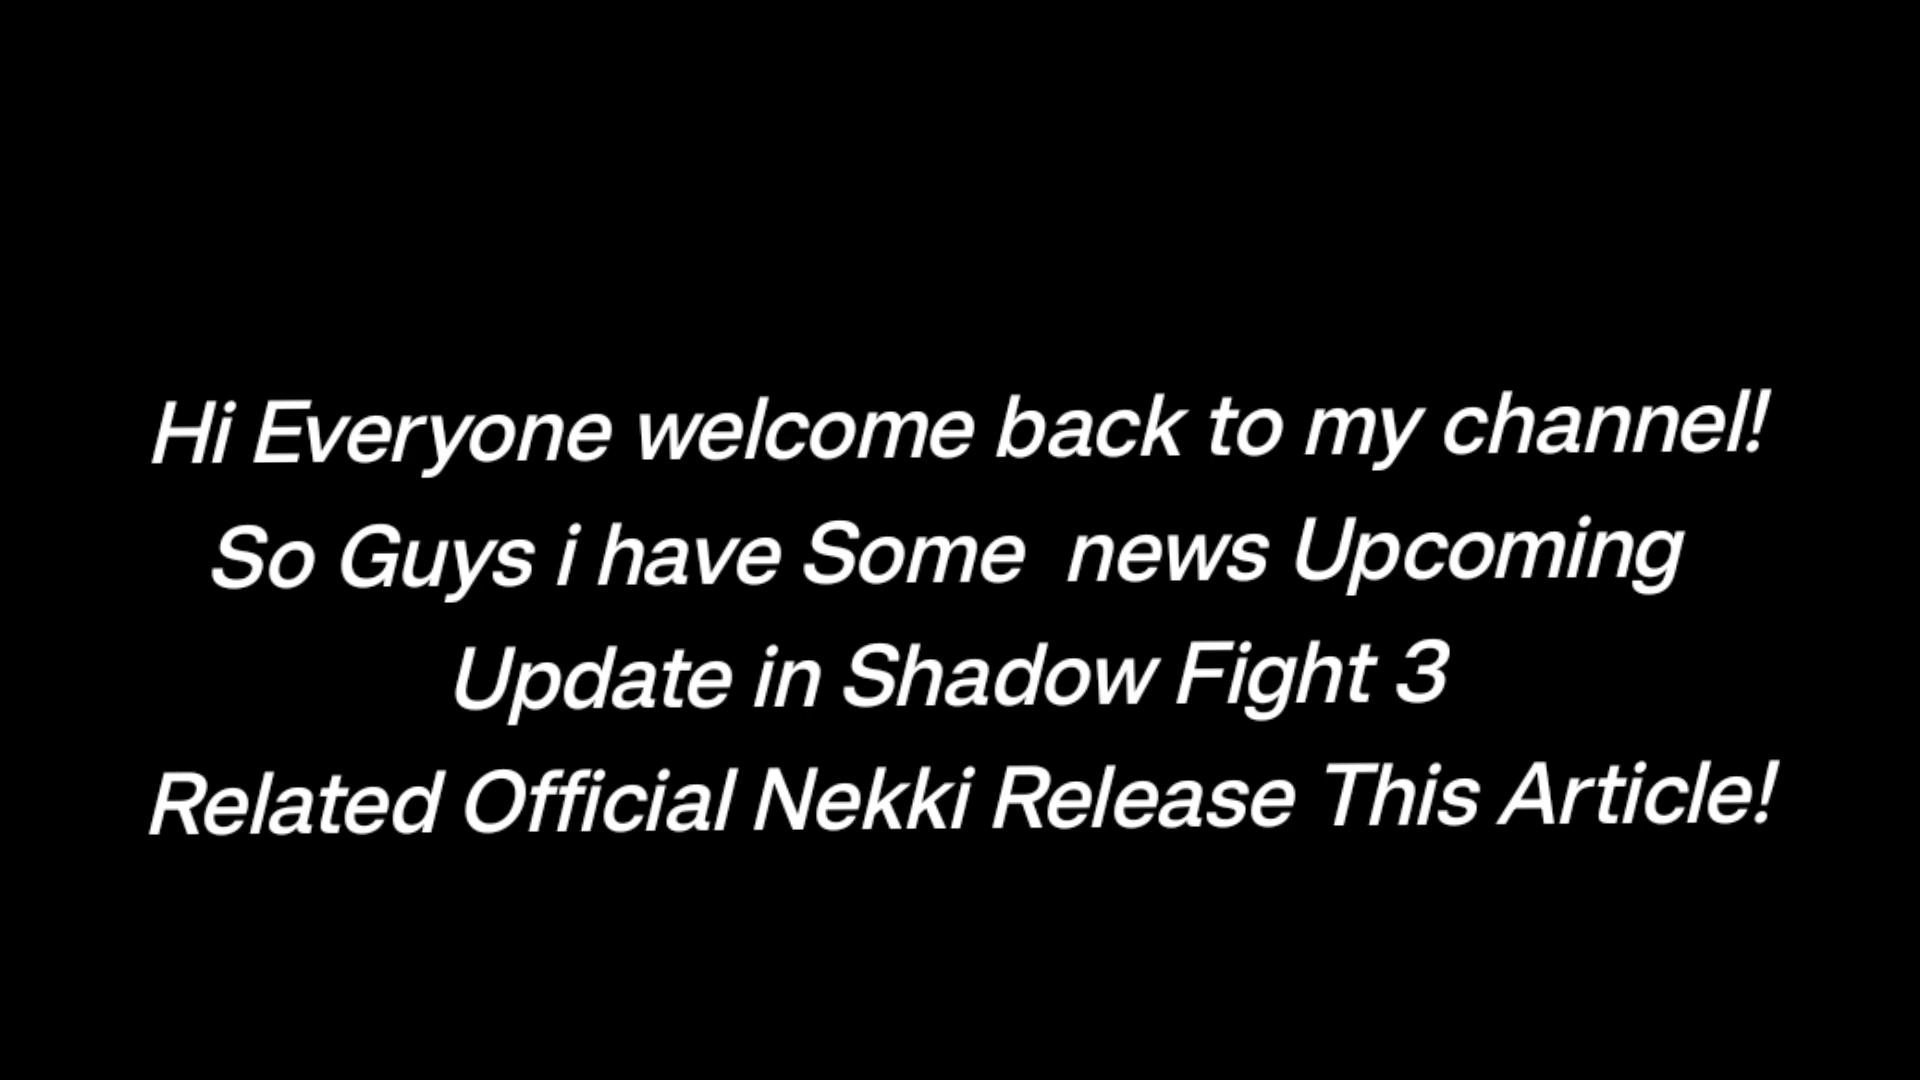 Hi Everyone welcome back to my channel!
So Guys i have Some  news Upcoming
Update in Shadow Fight 3
Related Official Nekki Release This Article!